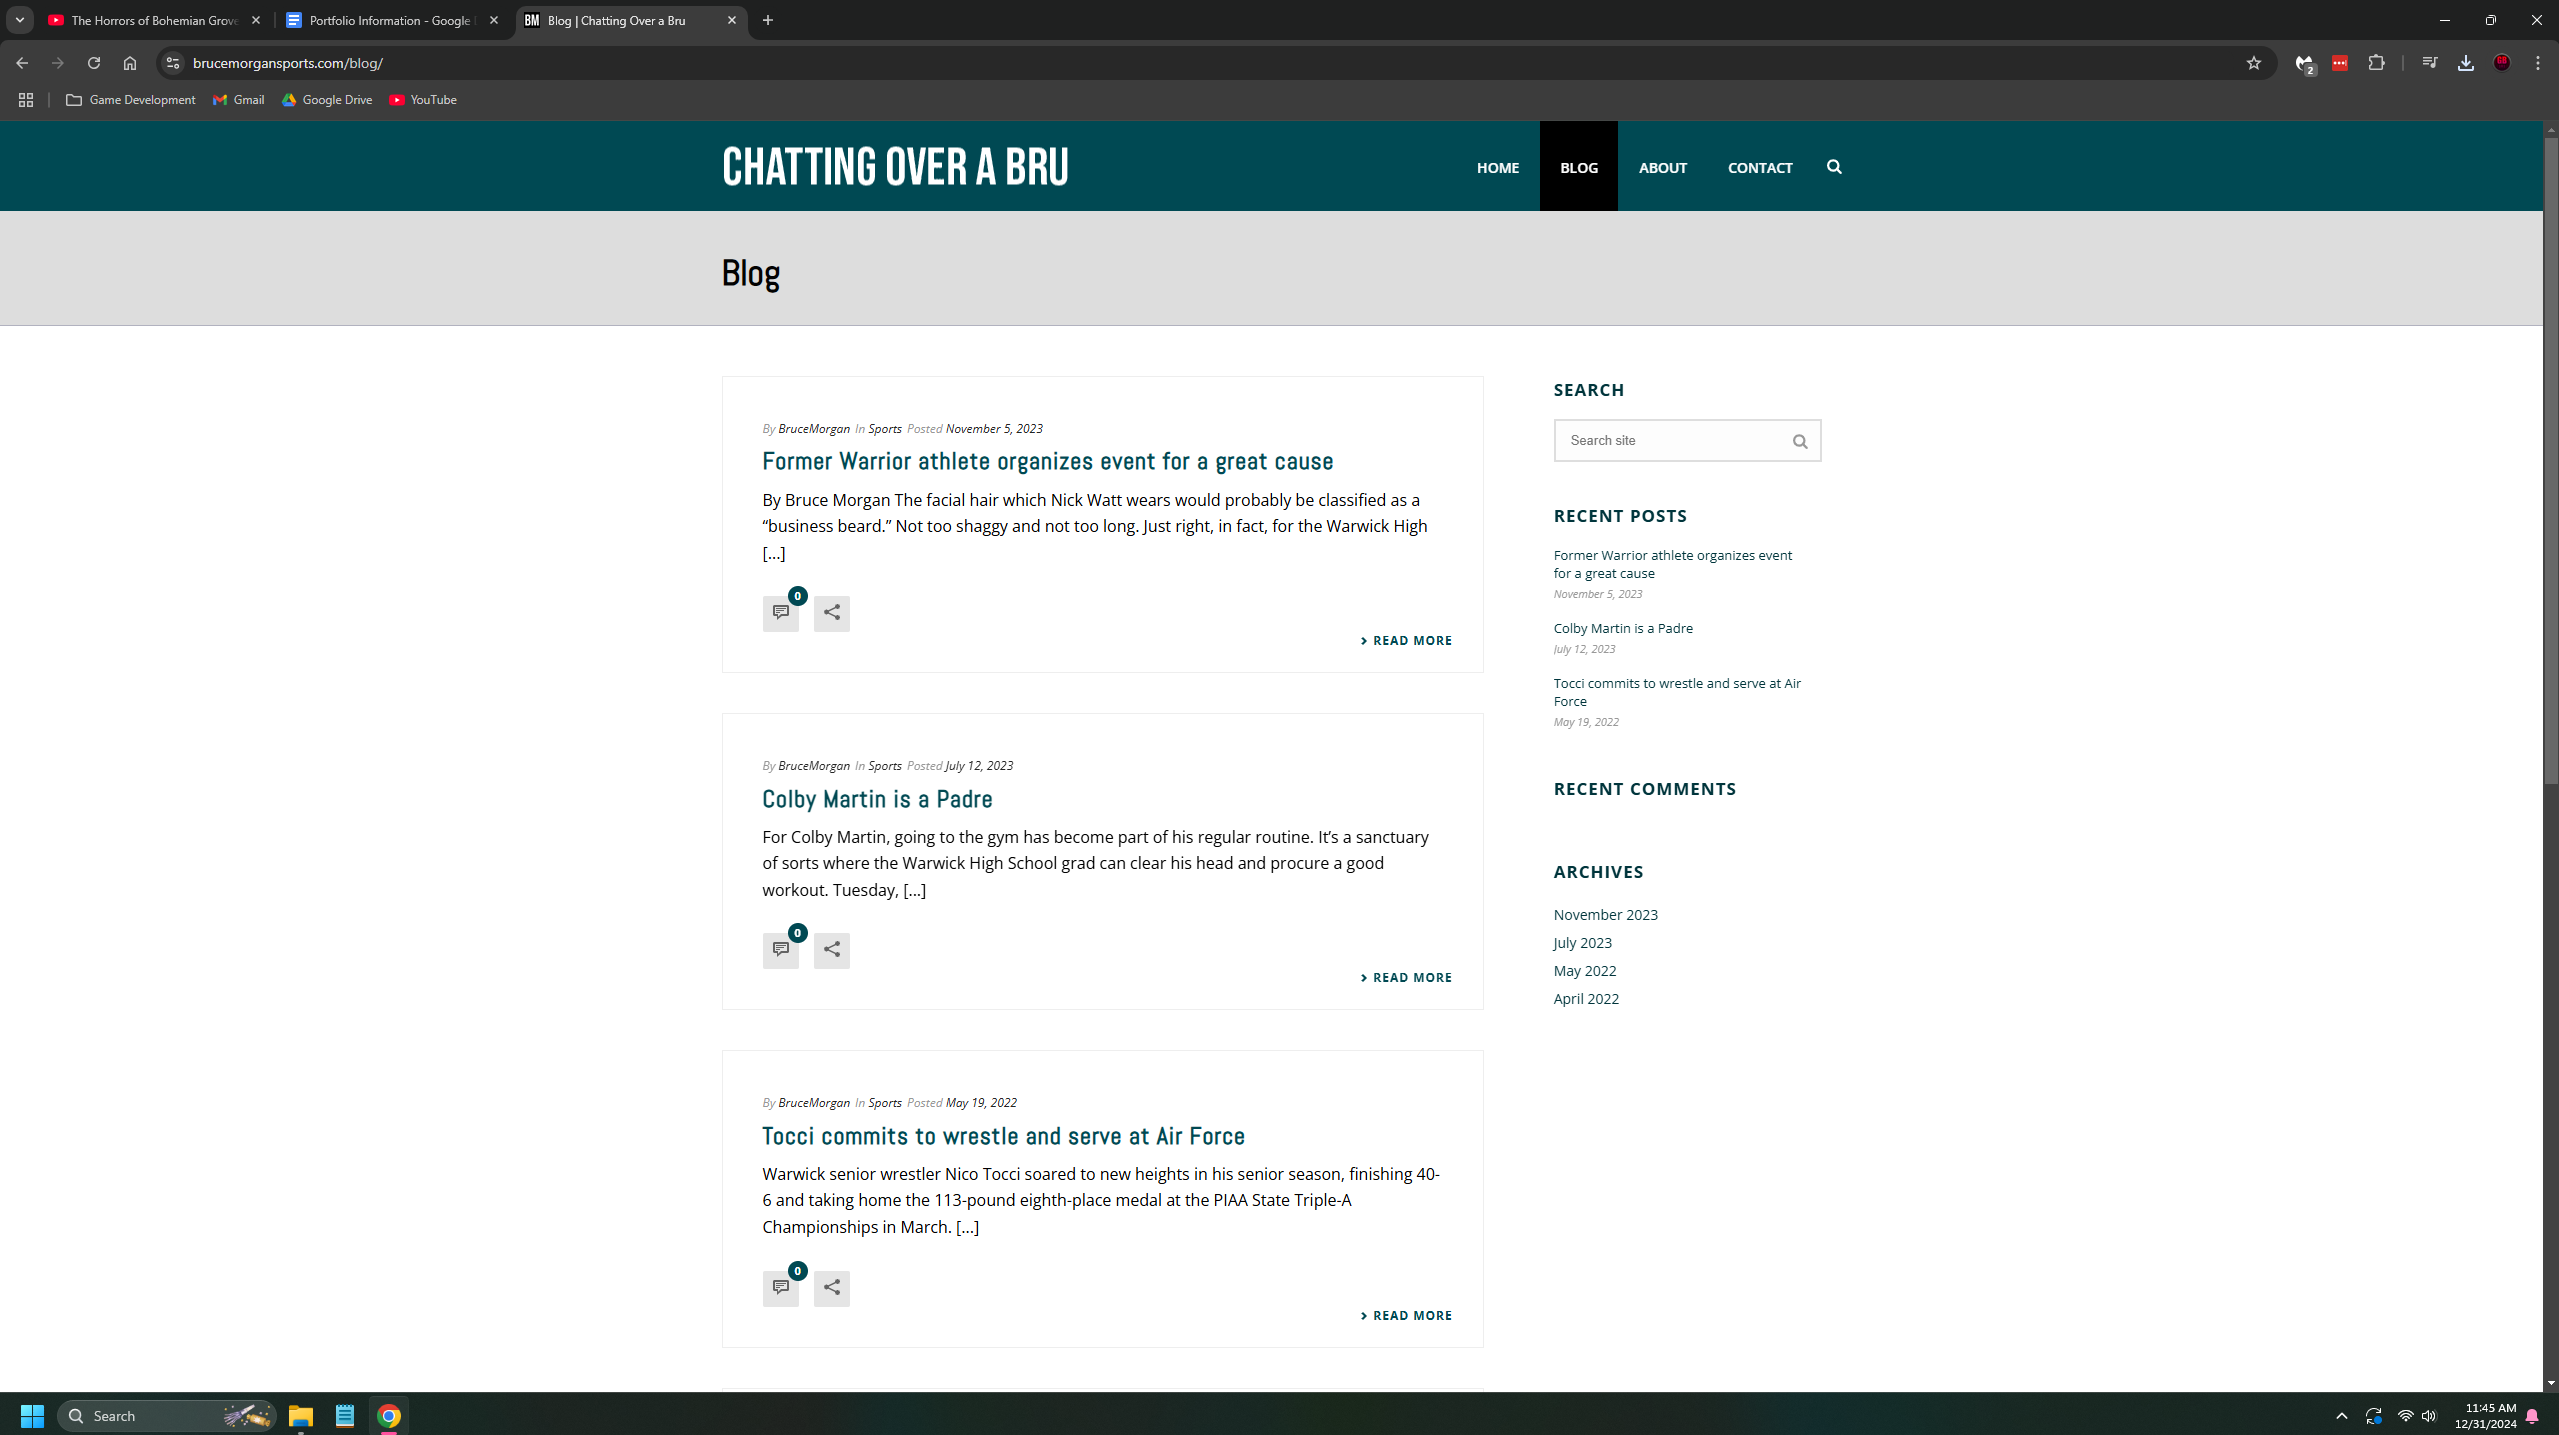 The Horrors of Bohemian Grove
Portfolio Information - Google
BM Blog | Chatting Over a Bru
brucemorgansports.com/blog/
2
Game Development
Gmail
Google Drive
YouTube
CHATTING OVER A BRU
HOME
BLOG
ABOUT
CONTACT
Blog
By BruceMorgan In Sports Posted November 5, 2023
Former Warrior athlete organizes event for a great cause
By Bruce Morgan The facial hair which Nick Watt wears would probably be classified as a
“business beard.” Not too shaggy and not too long. Just right, in fact, for the Warwick High
[...]
0
READ MORE
By BruceMorgan In Sports Posted July 12, 2023
Colby Martin is a Padre
For Colby Martin, going to the gym has become part of his regular routine. It’s a sanctuary
of sorts where the Warwick High School grad can clear his head and procure a good
workout. Tuesday, [...]
0
READ MORE
By BruceMorgan In Sports Posted May 19, 2022
Tocci commits to wrestle and serve at Air Force
Warwick senior wrestler Nico Tocci soared to new heights in his senior season, finishing 40-
6 and taking home the 113-pound eighth-place medal at the PIAA State Triple-A
Championships in March. [...]
0
READ MORE
SEARCH
Search site
RECENT POSTS
Former Warrior athlete organizes event
for a great cause
November 5, 2023
Colby Martin is a Padre
July 12, 2023
Tocci commits to wrestle and serve at Air
Force
May 19, 2022
RECENT COMMENTS
ARCHIVES
November 2023
July 2023
May 2022
April 2022
Search
11:45 AM
12/31/2024